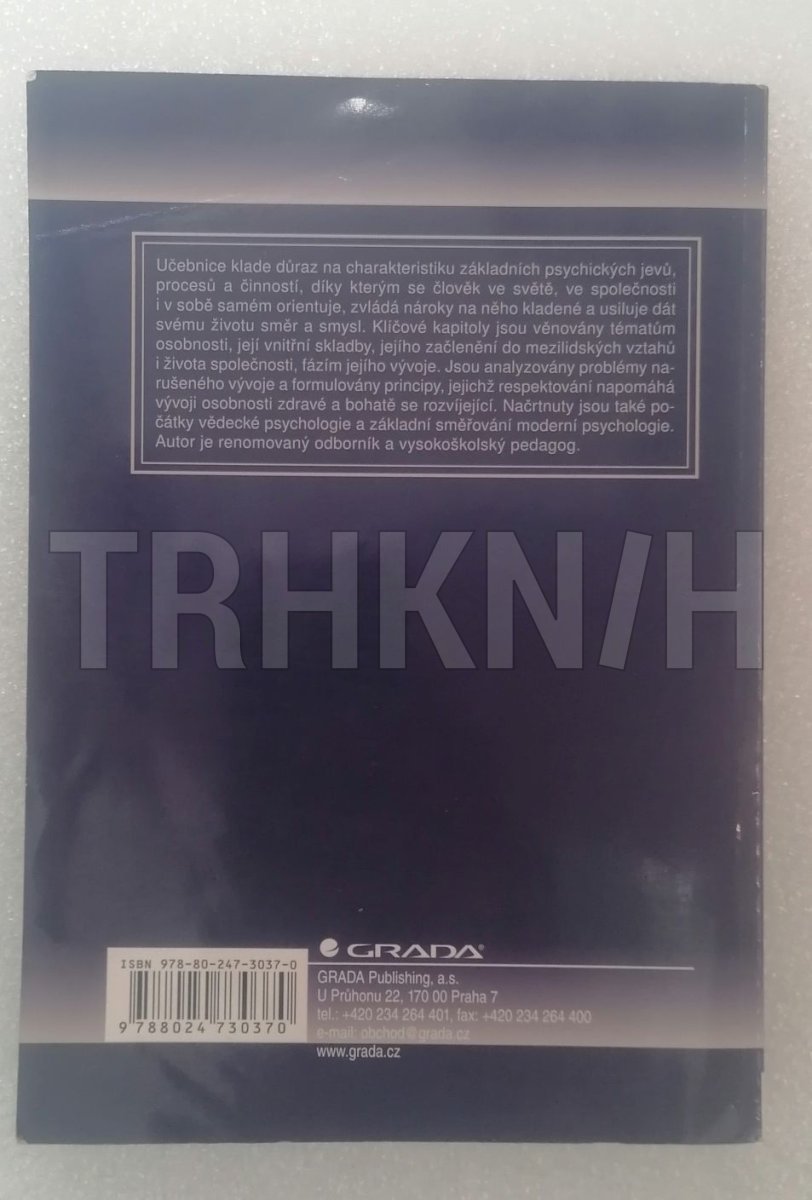 Učebnice klade důraz na charakteristiku základních psychických jevů,
procesů a činností, díky kterým se člověk ve světě, ve společnosti
i v sobě samém orientuje, zvládá nároky na něho kladené a usiluje dát
svému životu směr a smysl. Klíčové kapitoly jsou věnovány tématům
osobnosti, její vnitřní skladby, jejího začlenění do mezilidských vztahů
i života společnosti, fázím jejího vývoje. Jsou analyzovány problémy na-
rušeného vývoje a formulovány principy, jejichž respektování napomáhá
vývoji osobnosti zdravé a bohatě se rozvíjející. Načrtnuty jsou také po-
čátky vědecké psychologie a základní směřování moderní psychologie.
Autor je renomovaný odborník a vysokoškolský pedagog.
TRHKN/H
ISBN 978-80-247-3037-0
9 788024 730370
GRADA®
GRADA Publishing, a.s.
U Průhonu 22, 170 00 Praha 7
tel.: +420 234 264 401, fax: +420 234 264 400
e-mail: obchod@grada.cz
www.grada.cz